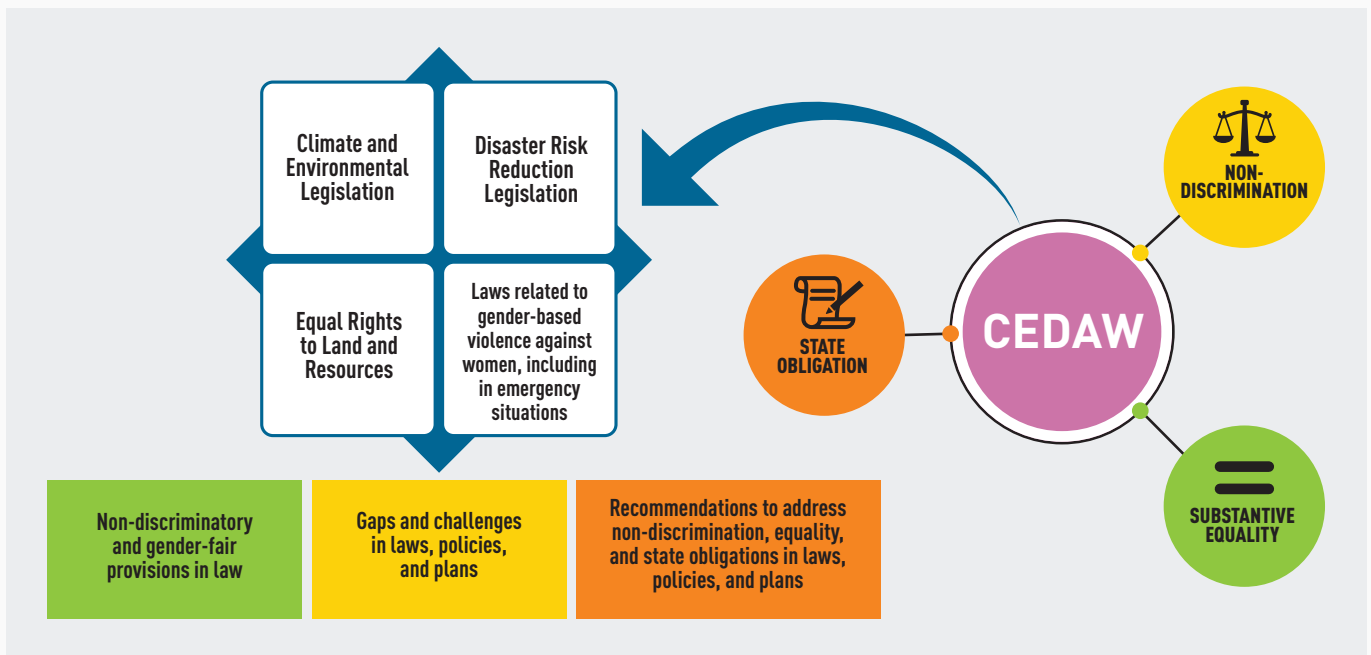 Climate and
Environmental
Legislation
Disaster Risk
Reduction
Legislation
Equal Rights
to Land and
Resources
Laws related to
gender-based
violence against
women, including
in emergency
situations
NON-
DISCRIMINATION
STATE
OBLIGATION
CEDAW
SUBSTANTIVE
EQUALITY
Non-discriminatory
and gender-fair
provisions in law
Gaps and challenges
in laws, policies,
and plans
Recommendations to address
non-discrimination, equality,
and state obligations in laws,
policies, and plans